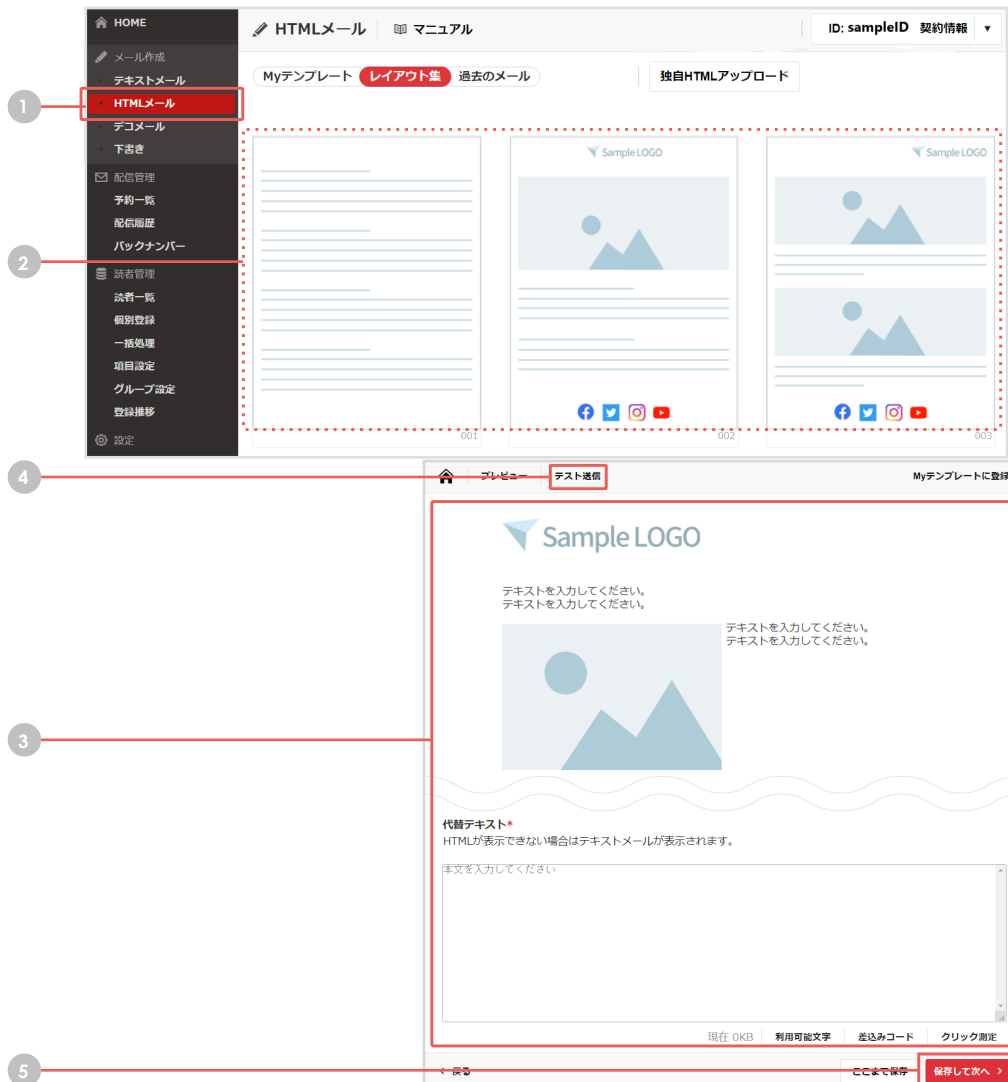 HOME
メール作成
テキストメール
HTMLメール
デコメール
下書き
配信管理
予約一覧
配信履歴
バックナンバー
読者管理
読者一覧
個別登録
一括処理
項目設定
グループ設定
登録推移
設定
HTMLメール マニュアル ID: sampleID 契約情報 ▼
Myテンプレート レイアウト集 過去のメール 独自HTMLアップロード
Sample LOGO Sample LOGO
001 002 003
1
2
4
プレビュー テスト送信 Myテンプレートに登録
Sample LOGO
テキストを入力してください。
テキストを入力してください。
テキストを入力してください。
テキストを入力してください。
3
代替テキスト*
HTMLが表示できない場合はテキストメールが表示されます。
本文を入力してください
現在 0KB 利用可能文字 差込みコード クリック測定
5
< 戻る ここまで保存 保存して次へ >